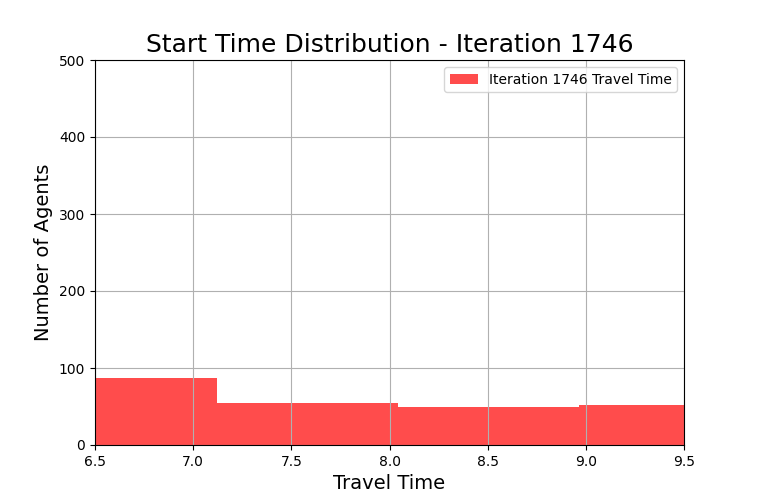 Start Time Distribution - Iteration 1746
500
Iteration 1746 Travel Time
400
300
200
100
0
Number of Agents
6.5 7.0 7.5 8.0 8.5 9.0 9.5
Travel Time